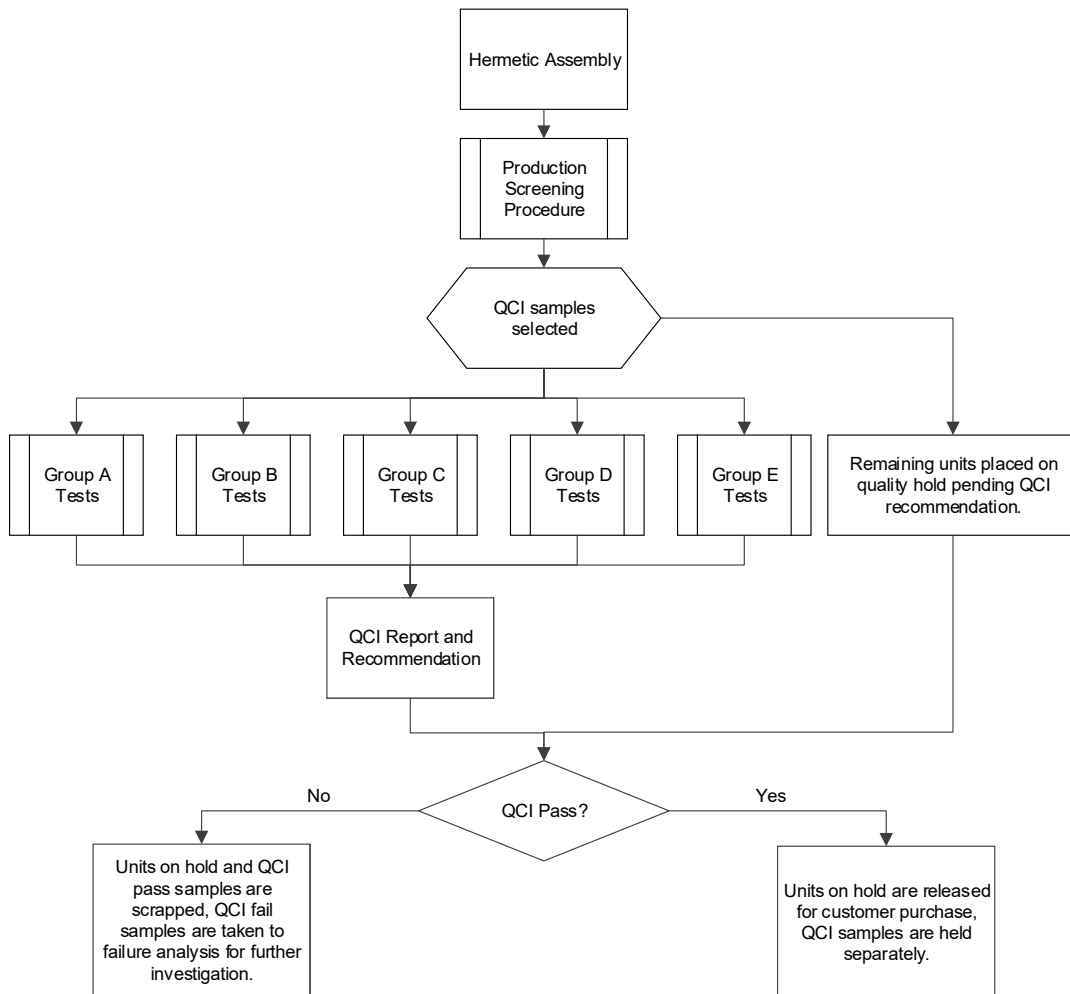 Hermetic Assembly
Production
Screening
Procedure
QCI samples
selected
Group A
Tests
Group B
Tests
Group C
Tests
Group D
Tests
Group E
Tests
Remaining units placed on
quality hold pending QCI
recommendation.
QCI Report and
Recommendation
QCI Pass?
No
Yes
Units on hold and QCI
pass samples are
scrapped, QCI fail
samples are taken to
failure analysis for further
investigation.
Units on hold are released
for customer purchase,
QCI samples are held
separately.